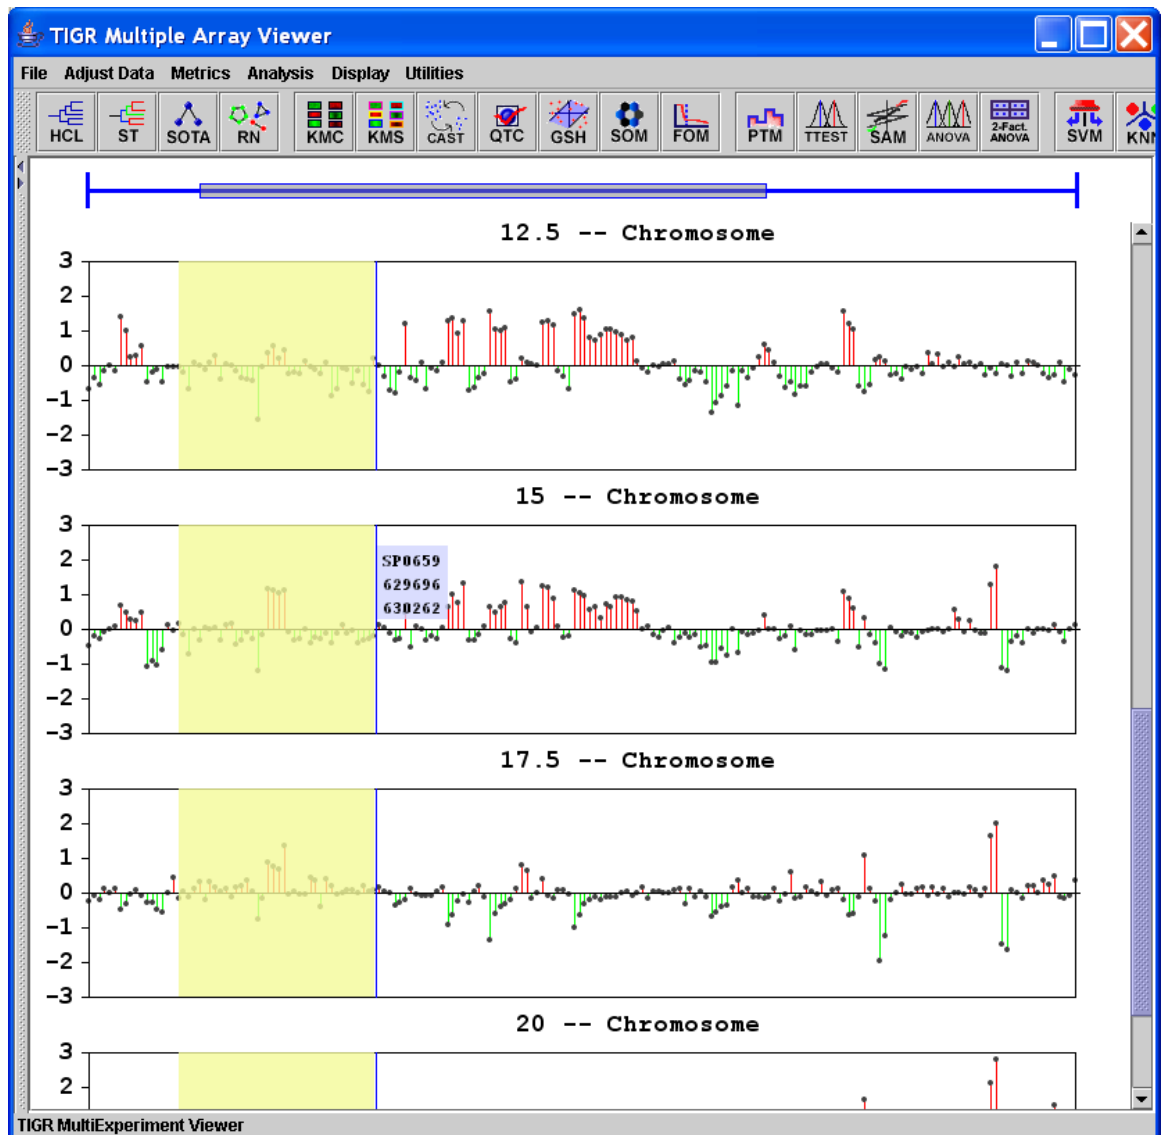 TIGR Multiple Array Viewer
File Adjust Data Metrics Analysis Display Utilities
HCL ST SOTA RN KMC KMS CAST QTC GSH SOM FOM PTM TTEST SAM ANOVA 2-Fact. ANOVA SVM KNN
12.5 -- Chromosome
3
2
1
0
-1
-2
-3
15 -- Chromosome
3
2
1
0
-1
-2
-3
SP0659
629696
630262
17.5 -- Chromosome
3
2
1
0
-1
-2
-3
20 -- Chromosome
3
2
TIGR MultiExperiment Viewer